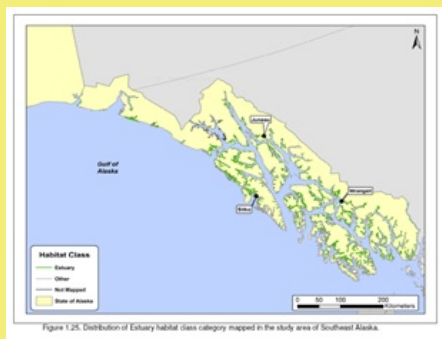 N
Juneau
Gulf of
Alaska
Wrangell
Sitka
Habitat Class
Estuary
Other
Not Mapped
State of Alaska
0 50 100 200
Kilometers
Figure 1.25. Distribution of Estuary habitat class category mapped in the study area of Southeast Alaska.